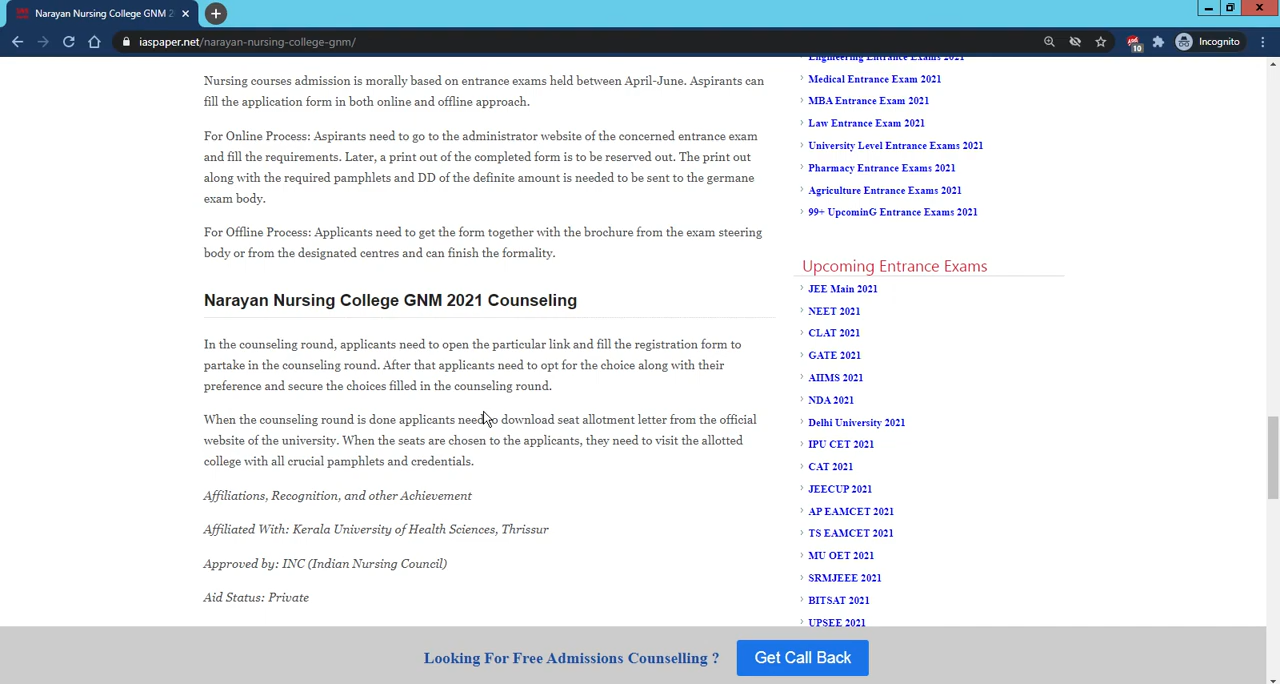 Narayan Nursing College GNM 2
iaspaper.net/narayan-nursing-college-gnm/
10
Incognito
Nursing courses admission is morally based on entrance exams held between April-June. Aspirants can
fill the application form in both online and offline approach.
For Online Process: Aspirants need to go to the administrator website of the concerned entrance exam
and fill the requirements. Later, a print out of the completed form is to be reserved out. The print out
along with the required pamphlets and DD of the definite amount is needed to be sent to the germane
exam body.
For Offline Process: Applicants need to get the form together with the brochure from the exam steering
body or from the designated centres and can finish the formality.
Narayan Nursing College GNM 2021 Counseling
In the counseling round, applicants need to open the particular link and fill the registration form to
partake in the counseling round. After that applicants need to opt for the choice along with their
preference and secure the choices filled in the counseling round.
When the counseling round is done applicants need to download seat allotment letter from the official
website of the university. When the seats are chosen to the applicants, they need to visit the allotted
college with all crucial pamphlets and credentials.
Affiliations, Recognition, and other Achievement
Affiliated With: Kerala University of Health Sciences, Thrissur
Approved by: INC (Indian Nursing Council)
Aid Status: Private
Engineering Entrance Exams 2021
Medical Entrance Exam 2021
MBA Entrance Exam 2021
Law Entrance Exam 2021
University Level Entrance Exams 2021
Pharmacy Entrance Exams 2021
Agriculture Entrance Exams 2021
99+ UpcominG Entrance Exams 2021
Upcoming Entrance Exams
JEE Main 2021
NEET 2021
CLAT 2021
GATE 2021
AIIMS 2021
NDA 2021
Delhi University 2021
IPU CET 2021
CAT 2021
JEECUP 2021
AP EAMCET 2021
TS EAMCET 2021
MU OET 2021
SRMJEEE 2021
BITSAT 2021
UPSEE 2021
Looking For Free Admissions Counselling ?
Get Call Back